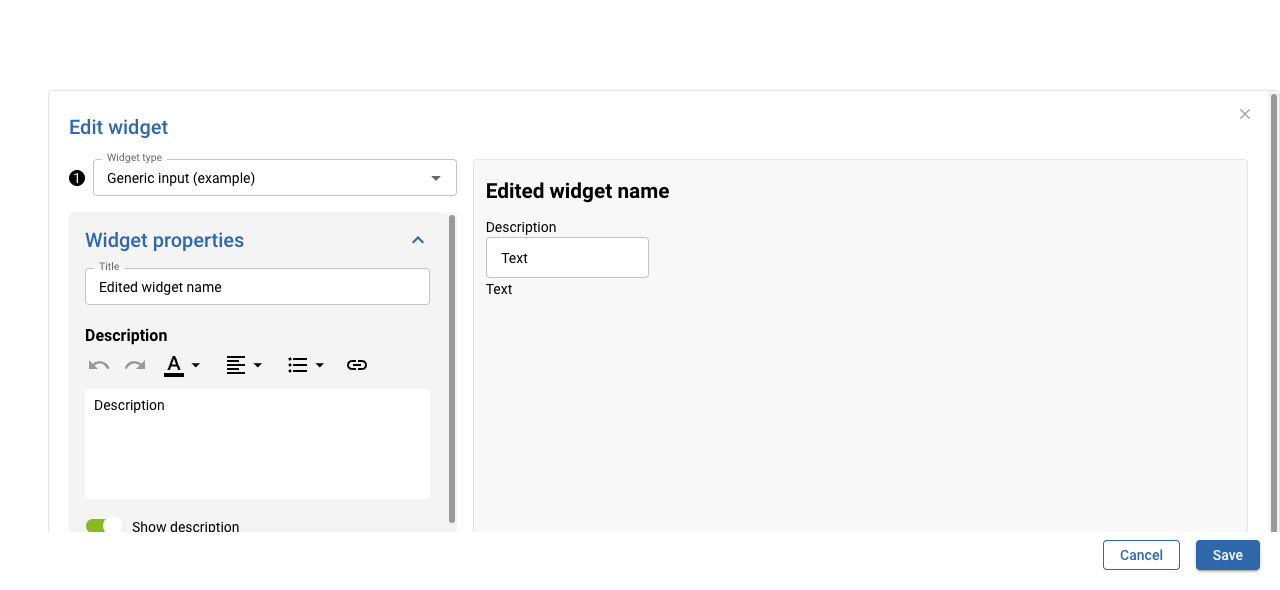 Edit widget
Widget type
1
Generic input (example)
Widget properties
Title
Edited widget name
Description
A
Description
Show description
Edited widget name
Description
Text
Text
Cancel
Save